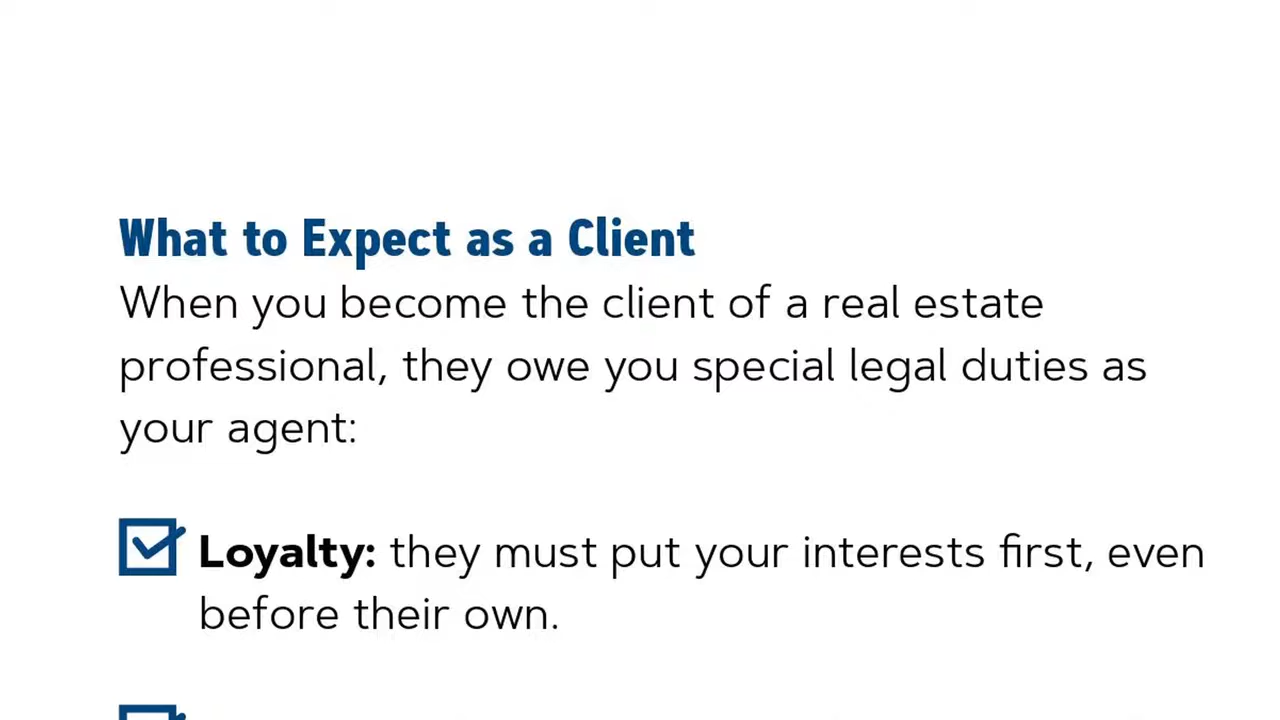 What to Expect as a Client
When you become the client of a real estate
professional, they owe you special legal duties as
your agent:
Loyalty: they must put your interests first, even
before their own.